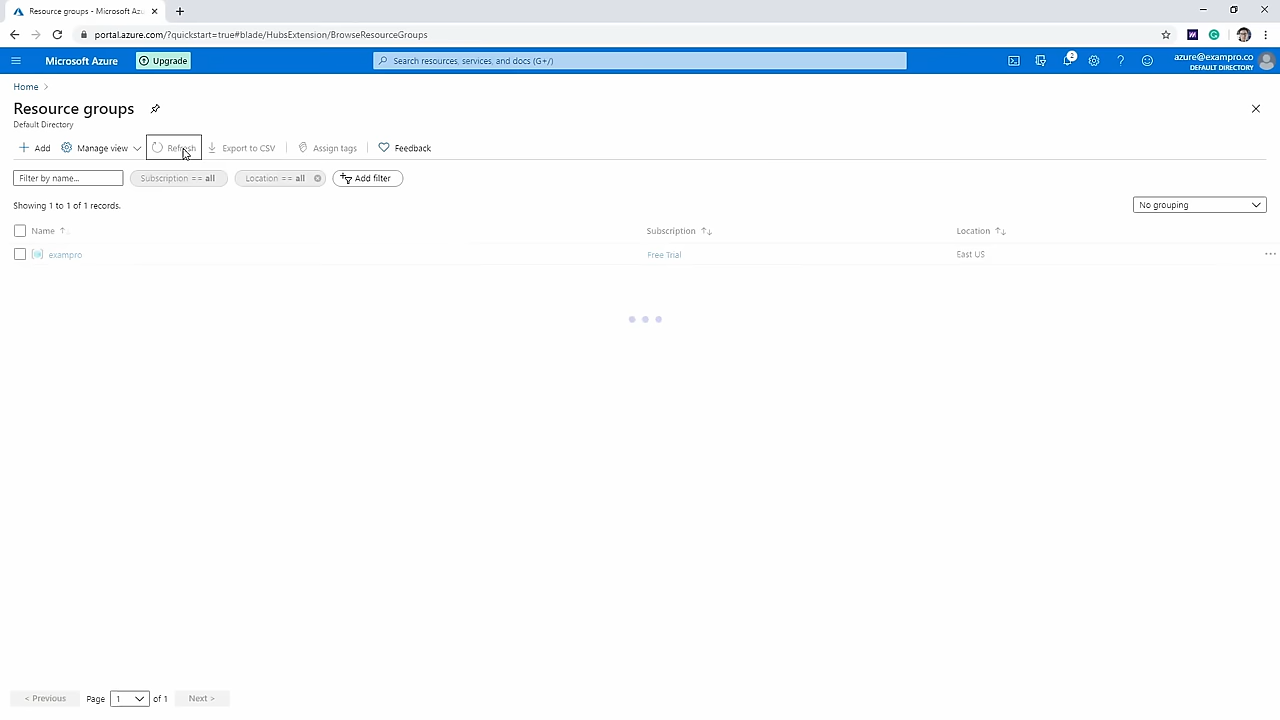 Resource groups - Microsoft Azu
portal.azure.com/?quickstart=true#blade/HubsExtension/BrowseResourceGroups
Microsoft Azure
Upgrade
Search resources, services, and docs (G+/)
2
azure@exampro.co
DEFAULT DIRECTORY
Home
Resource groups
Default Directory
Add
Manage view
Refresh
Export to CSV
Assign tags
Feedback
Filter by name...
Subscription == all
Location == all
Add filter
Showing 1 to 1 of 1 records.
No grouping
Name
Subscription
Location
exampro
Free Trial
East US
< Previous
Page
1
of 1
Next >